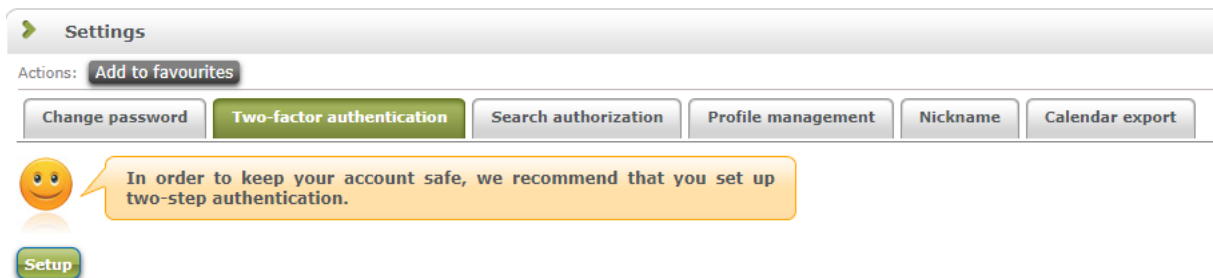 Settings
Actions: Add to favourites
Change password Two-factor authentication Search authorization Profile management Nickname Calendar export
In order to keep your account safe, we recommend that you set up
two-step authentication.
Setup